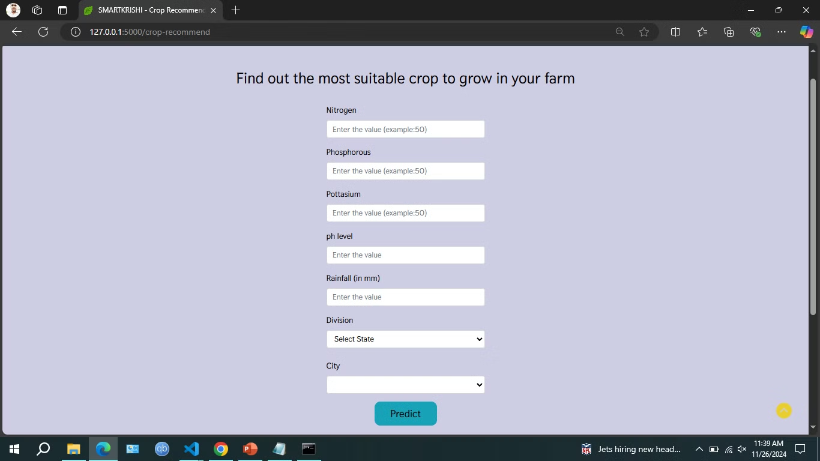 SMARTKRISHI - Crop Recommend
127.0.0.1:5000/crop-recommend
Find out the most suitable crop to grow in your farm
Nitrogen
Enter the value (example:50)
Phosphorous
Enter the value (example:50)
Pottasium
Enter the value (example:50)
ph level
Enter the value
Rainfall (in mm)
Enter the value
Division
Select State
City
Predict
Jets hiring new head...
11:39 AM
11/26/2024